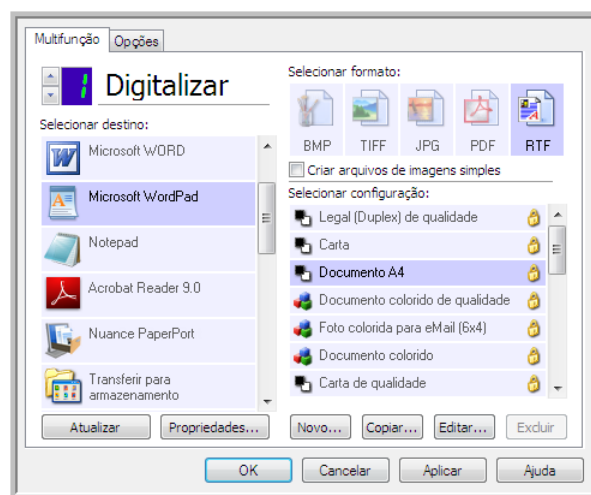 Multifunção
Opções
1 Digitalizar
Selecionar destino:
Microsoft WORD
Microsoft WordPad
Notepad
Acrobat Reader 9.0
Nuance PaperPort
Transferir para
armazenamento
Atualizar
Propriedades...
Selecionar formato:
BMP
TIFF
JPG
PDF
RTF
Criar arquivos de imagens simples
Selecionar configuração:
Legal (Duplex) de qualidade
Carta
Documento A4
Documento colorido de qualidade
Foto colorida para eMail (6x4)
Documento colorido
Carta de qualidade
Novo...
Copiar...
Editar...
Excluir
OK
Cancelar
Aplicar
Ajuda